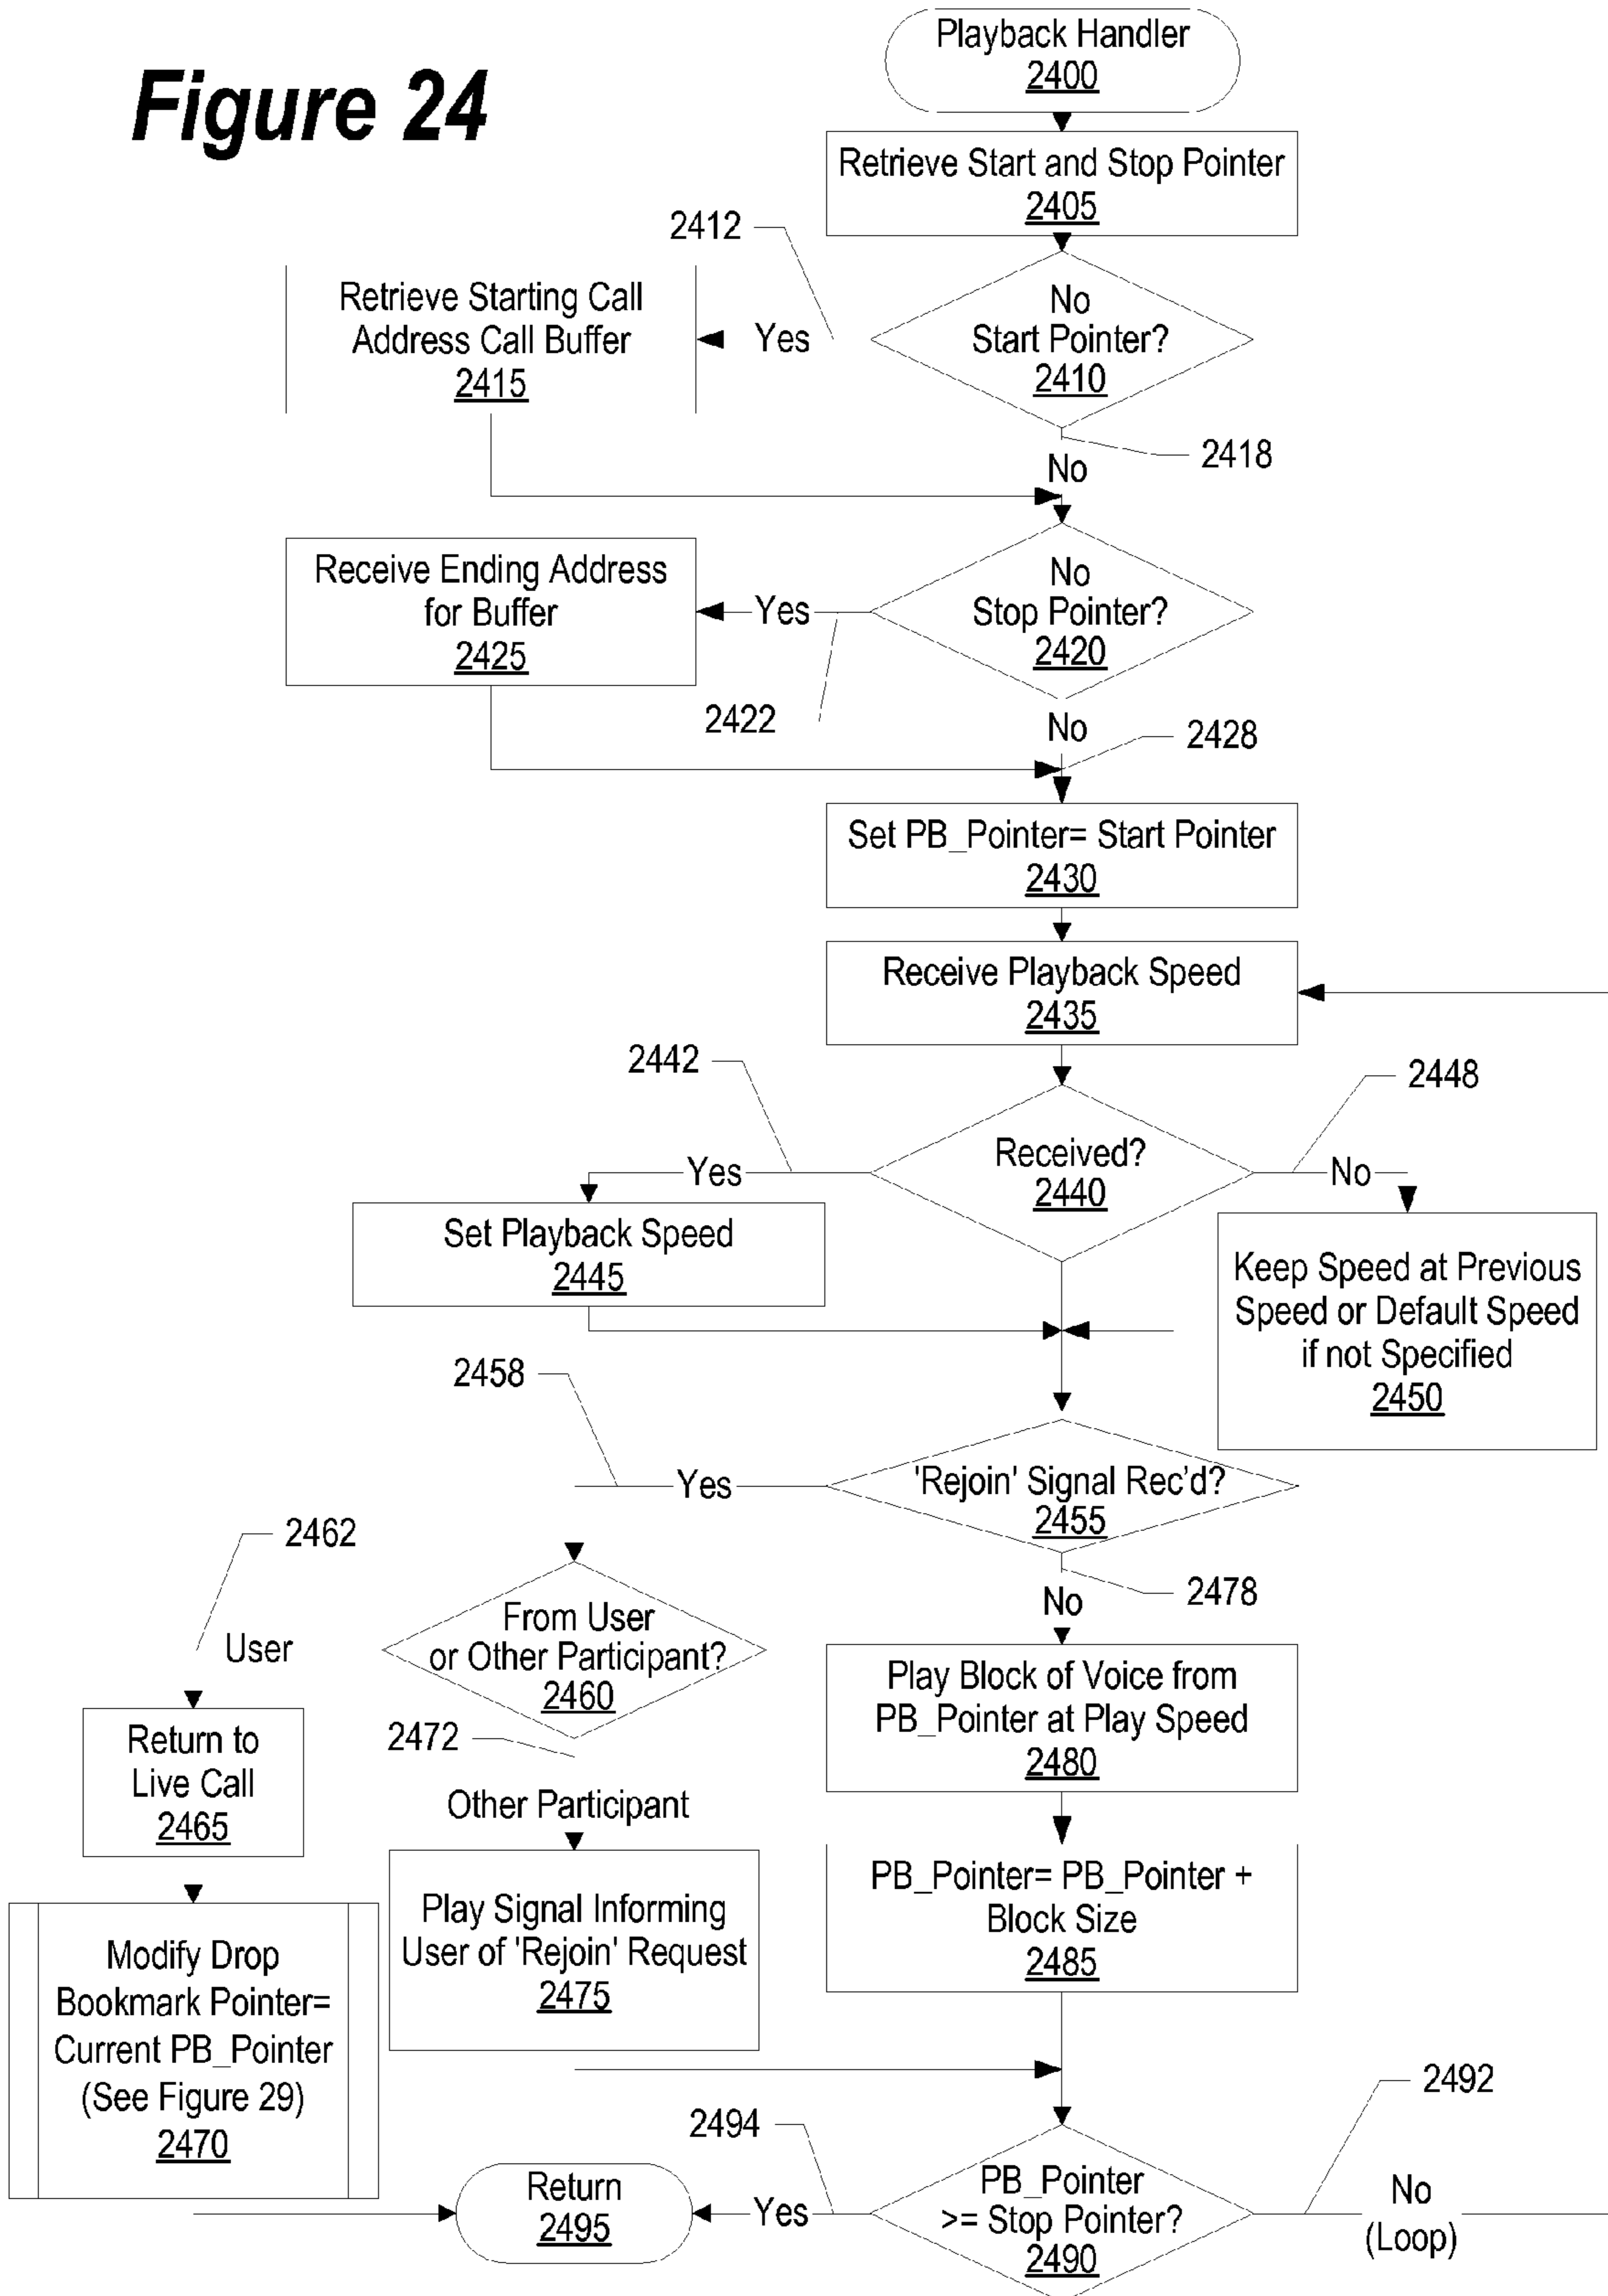 Figure 24
Playback Handler
2400
Retrieve Start and Stop Pointer
2405
2412
No
Start Pointer?
2410
Yes
Retrieve Starting Call
Address Call Buffer
2415
2418
No
No
Stop Pointer?
2420
Yes
Receive Ending Address
for Buffer
2425
2422
No
2428
Set PB_Pointer= Start Pointer
2430
Receive Playback Speed
2435
2442
2448
Received?
2440
Yes
No
Set Playback Speed
2445
Keep Speed at Previous
Speed or Default Speed
if not Specified
2450
2458
'Rejoin' Signal Rec’d?
2455
Yes
2462
2478
No
User
From User
or Other Participant?
2460
2472
Return to
Live Call
2465
Other Participant
Play Block of Voice from
PB_Pointer at Play Speed
2480
Modify Drop
Bookmark Pointer=
Current PB_Pointer
(See Figure 29)
2470
Play Signal Informing
User of 'Rejoin' Request
2475
PB_Pointer= PB_Pointer +
Block Size
2485
2492
2494
PB_Pointer
>= Stop Pointer?
2490
Yes
No
(Loop)
Return
2495